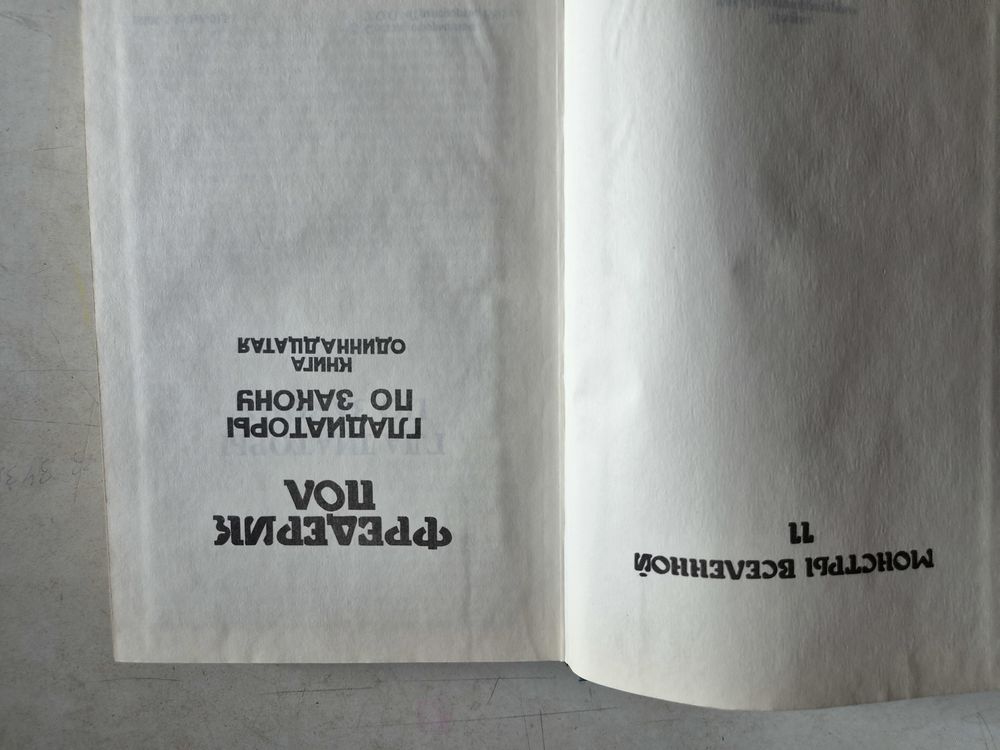 МОНСТРЫ ВСЕЛЕННОЙ
11
ФРЕДЕРИК
ПОЛ
ГЛАДИАТОРЫ
ПО ЗАКОНУ
КНИГА
ОДИННАДЦАТАЯ